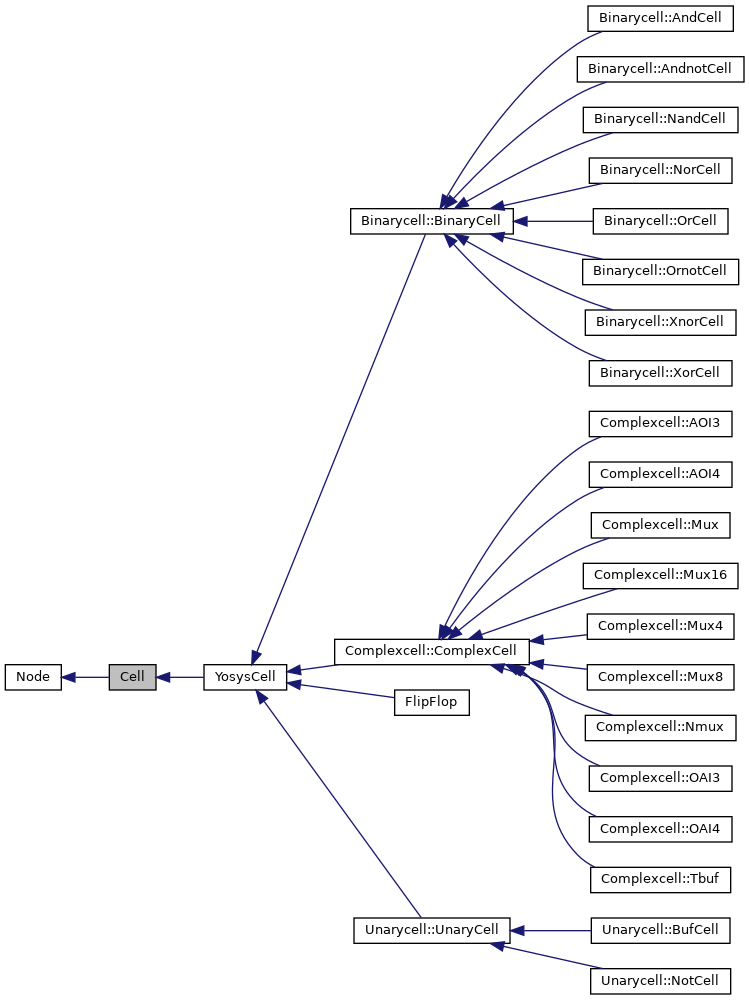 Binarycell::AndCell
Binarycell::AndnotCell
Binarycell::NandCell
Binarycell::NorCell
Binarycell::BinaryCell
Binarycell::OrCell
Binarycell::OrnotCell
Binarycell::XnorCell
Binarycell::XorCell
Complexcell::AOI3
Complexcell::AOI4
Complexcell::Mux
Complexcell::Mux16
Complexcell::Mux4
Complexcell::ComplexCell
Node
Cell
YosysCell
Complexcell::Mux8
FlipFlop
Complexcell::Nmux
Complexcell::OAI3
Complexcell::OAI4
Complexcell::Tbuf
Unarycell::UnaryCell
Unarycell::BufCell
Unarycell::NotCell